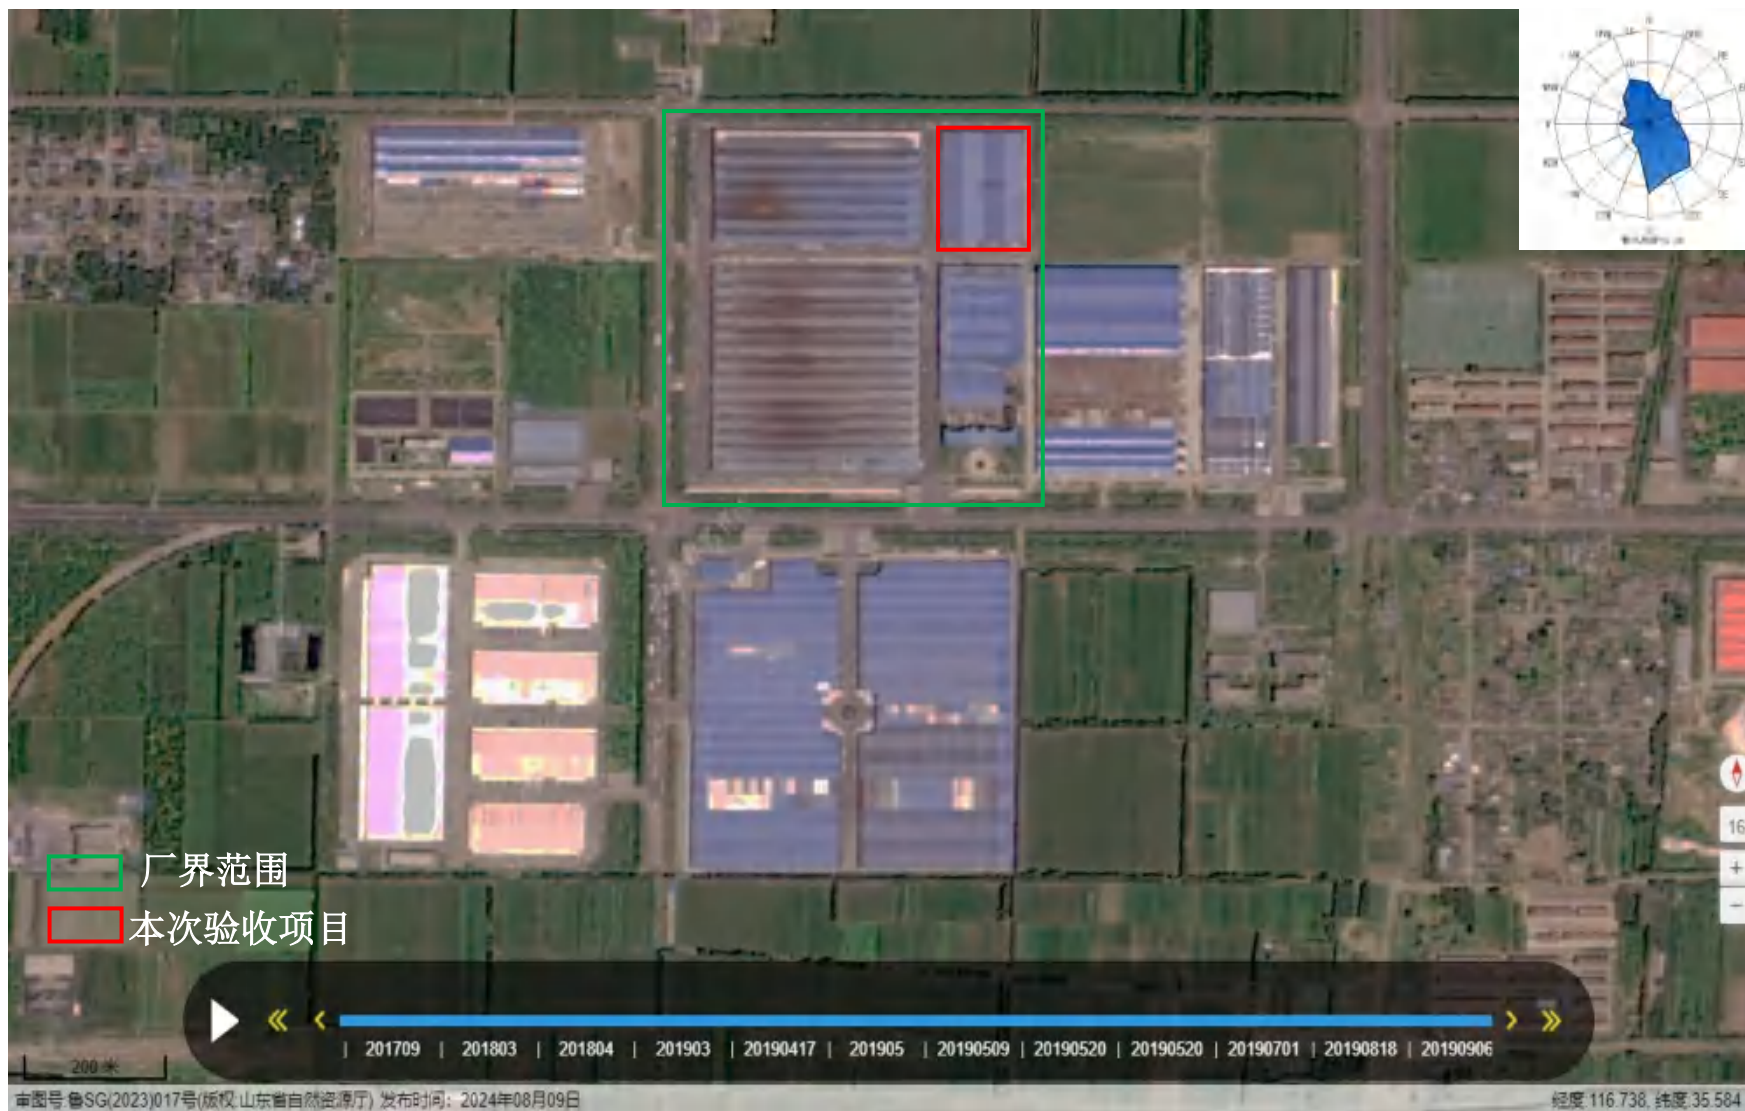 N
W
SE
厂界范围
本次验收项目
16
+
−
| 201709 | 201803 | 201804 | 201903 | 20190417 | 201905 | 20190509 | 20190520 | 20190520 | 20190701 | 20190818 | 20190906
200 米
审图号:鲁SG(2023)017号(版权:山东省自然资源厅) 发布时间：2024年08月09日
经度:116.738, 纬度:35.584